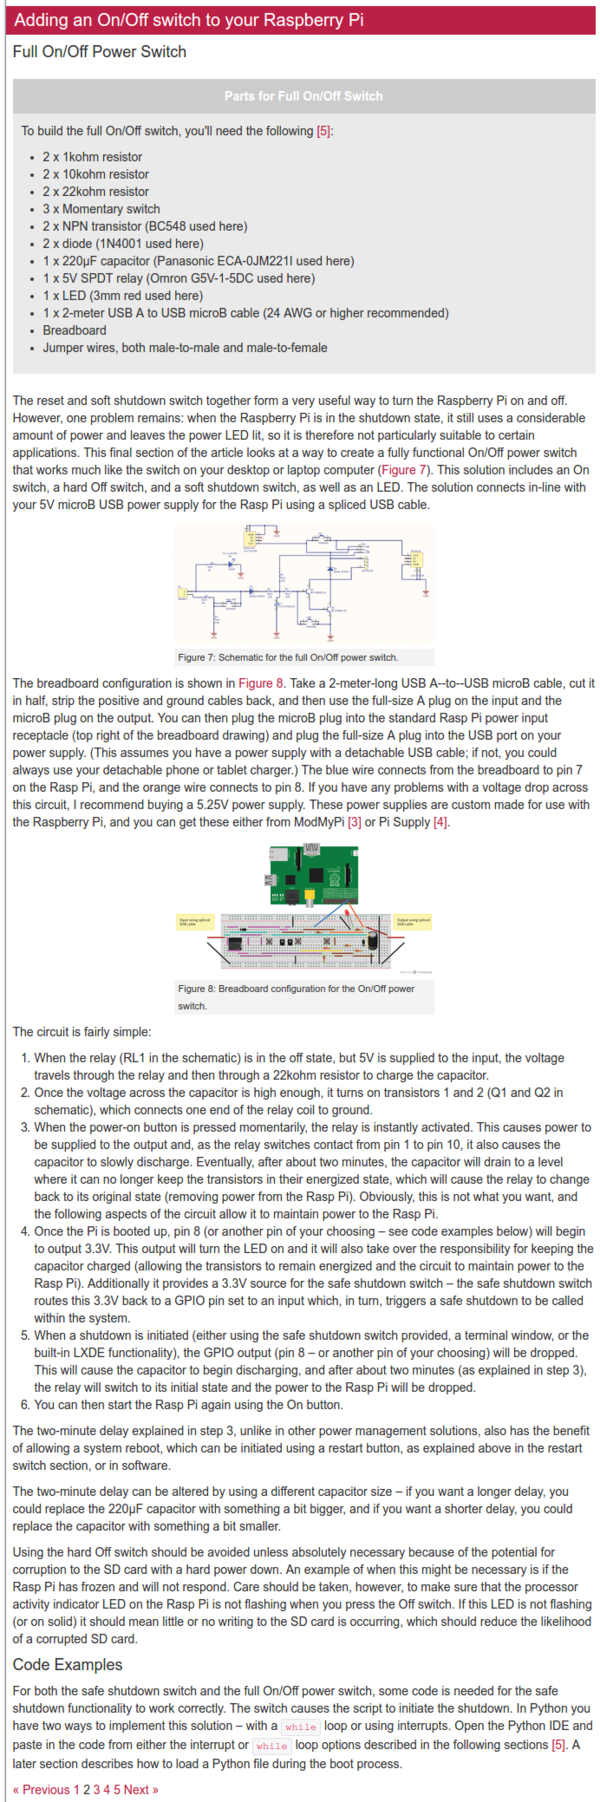 Adding an On/Off switch to your Raspberry Pi
Full On/Off Power Switch
Parts for Full On/Off Switch
To build the full On/Off switch, you'll need the following [5]:
• 2 x 1kohm resistor
• 2 x 10kohm resistor
• 2 x 22kohm resistor
• 3 x Momentary switch
• 2 x NPN transistor (BC548 used here)
• 2 x diode (1N4001 used here)
• 1 x 220µF capacitor (Panasonic ECA-0JM221I used here)
• 1 x 5V SPDT relay (Omron G5V-1-5DC used here)
• 1 x LED (3mm red used here)
• 1 x 2-meter USB A to USB microB cable (24 AWG or higher recommended)
• Breadboard
• Jumper wires, both male-to-male and male-to-female
The reset and soft shutdown switch together form a very useful way to turn the Raspberry Pi on and off.
However, one problem remains: when the Raspberry Pi is in the shutdown state, it still uses a considerable
amount of power and leaves the power LED lit, so it is therefore not particularly suitable to certain
applications. This final section of the article looks at a way to create a fully functional On/Off power switch
that works much like the switch on your desktop or laptop computer (Figure 7). This solution includes an On
switch, a hard Off switch, and a soft shutdown switch, as well as an LED. The solution connects in-line with
your 5V microB USB power supply for the Rasp Pi using a spliced USB cable.
Figure 7: Schematic for the full On/Off power switch.
The breadboard configuration is shown in Figure 8. Take a 2-meter-long USB A--to--USB microB cable, cut it
in half, strip the positive and ground cables back, and then use the full-size A plug on the input and the
microB plug on the output. You can then plug the microB plug into the standard Rasp Pi power input
receptacle (top right of the breadboard drawing) and plug the full-size A plug into the USB port on your
power supply. (This assumes you have a power supply with a detachable USB cable; if not, you could
always use your detachable phone or tablet charger.) The blue wire connects from the breadboard to pin 7
on the Rasp Pi, and the orange wire connects to pin 8. If you have any problems with a voltage drop across
this circuit, I recommend buying a 5.25V power supply. These power supplies are custom made for use with
the Raspberry Pi, and you can get these either from ModMyPi [3] or Pi Supply [4].
Input using spliced
USB cable
Output using spliced
USB cable
Figure 8: Breadboard configuration for the On/Off power
switch.
The circuit is fairly simple:
1. When the relay (RL1 in the schematic) is in the off state, but 5V is supplied to the input, the voltage
travels through the relay and then through a 22kohm resistor to charge the capacitor.
2. Once the voltage across the capacitor is high enough, it turns on transistors 1 and 2 (Q1 and Q2 in
schematic), which connects one end of the relay coil to ground.
3. When the power-on button is pressed momentarily, the relay is instantly activated. This causes power to
be supplied to the output and, as the relay switches contact from pin 1 to pin 10, it also causes the
capacitor to slowly discharge. Eventually, after about two minutes, the capacitor will drain to a level
where it can no longer keep the transistors in their energized state, which will cause the relay to change
back to its original state (removing power from the Rasp Pi). Obviously, this is not what you want, and
the following aspects of the circuit allow it to maintain power to the Rasp Pi.
4. Once the Pi is booted up, pin 8 (or another pin of your choosing – see code examples below) will begin
to output 3.3V. This output will turn the LED on and it will also take over the responsibility for keeping the
capacitor charged (allowing the transistors to remain energized and the circuit to maintain power to the
Rasp Pi). Additionally it provides a 3.3V source for the safe shutdown switch – the safe shutdown switch
routes this 3.3V back to a GPIO pin set to an input which, in turn, triggers a safe shutdown to be called
within the system.
5. When a shutdown is initiated (either using the safe shutdown switch provided, a terminal window, or the
built-in LXDE functionality), the GPIO output (pin 8 – or another pin of your choosing) will be dropped.
This will cause the capacitor to begin discharging, and after about two minutes (as explained in step 3),
the relay will switch to its initial state and the power to the Rasp Pi will be dropped.
6. You can then start the Rasp Pi again using the On button.
The two-minute delay explained in step 3, unlike in other power management solutions, also has the benefit
of allowing a system reboot, which can be initiated using a restart button, as explained above in the restart
switch section, or in software.
The two-minute delay can be altered by using a different capacitor size – if you want a longer delay, you
could replace the 220µF capacitor with something a bit bigger, and if you want a shorter delay, you could
replace the capacitor with something a bit smaller.
Using the hard Off switch should be avoided unless absolutely necessary because of the potential for
corruption to the SD card with a hard power down. An example of when this might be necessary is if the
Rasp Pi has frozen and will not respond. Care should be taken, however, to make sure that the processor
activity indicator LED on the Rasp Pi is not flashing when you press the Off switch. If this LED is not flashing
(or on solid) it should mean little or no writing to the SD card is occurring, which should reduce the likelihood
of a corrupted SD card.
Code Examples
For both the safe shutdown switch and the full On/Off power switch, some code is needed for the safe
shutdown functionality to work correctly. The switch causes the script to initiate the shutdown. In Python you
have two ways to implement this solution – with a while loop or using interrupts. Open the Python IDE and
paste in the code from either the interrupt or while loop options described in the following sections [5]. A
later section describes how to load a Python file during the boot process.
« Previous 1 2 3 4 5 Next »